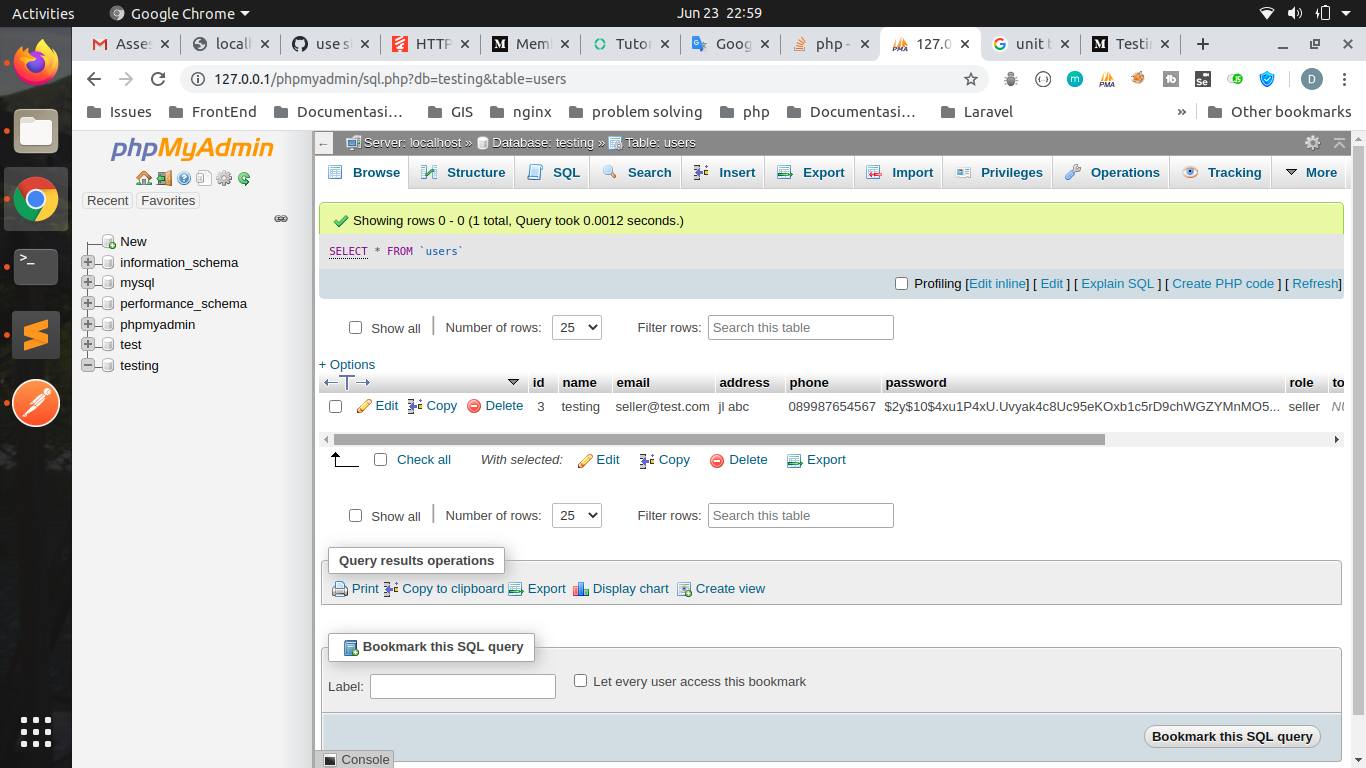 Activities Google Chrome Jun 23 22:59
Asses locall use sl HTTP Meml Tutor Goog php - 127.0. unit t Testin
127.0.0.1/phpmyadmin/sql.php?db=testing&table=users
Issues FrontEnd Documentasi… GIS nginx problem solving php Documentasi… Laravel » Other bookmarks
phpMyAdmin
Recent Favorites
New
information_schema
mysql
performance_schema
phpmyadmin
test
testing
Server: localhost » Database: testing » Table: users
Browse Structure SQL Search Insert Export Import Privileges Operations Tracking More
Showing rows 0 - 0 (1 total, Query took 0.0012 seconds.)
SELECT * FROM `users`
Profiling [Edit inline] [ Edit ] [ Explain SQL ] [ Create PHP code ] [ Refresh]
Show all | Number of rows: 25 Filter rows: Search this table
+ Options
←T→ id name email address phone password role to
Edit Copy Delete 3 testing seller@test.com jl abc 089987654567 $2y$10$4xu1P4xU.Uvyak4c8Uc95eKOxb1c5rD9chWGZYMnMO5... seller NU
Check all With selected: Edit Copy Delete Export
Show all | Number of rows: 25 Filter rows: Search this table
Query results operations
Print Copy to clipboard Export Display chart Create view
Bookmark this SQL query
Label: Let every user access this bookmark
Bookmark this SQL query
Console